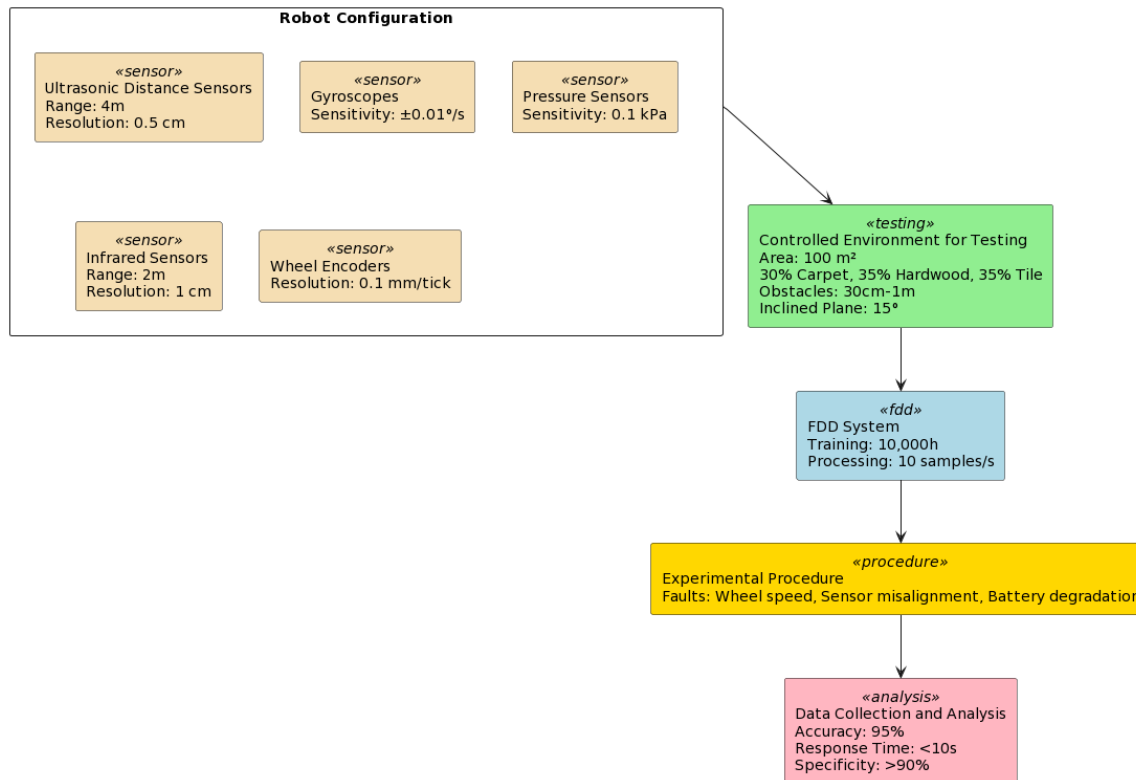 Robot Configuration
«sensor»
Ultrasonic Distance Sensors
Range: 4m
Resolution: 0.5 cm
«sensor»
Gyroscopes
Sensitivity: ±0.01°/s
«sensor»
Pressure Sensors
Sensitivity: 0.1 kPa
«sensor»
Infrared Sensors
Range: 2m
Resolution: 1 cm
«sensor»
Wheel Encoders
Resolution: 0.1 mm/tick
«testing»
Controlled Environment for Testing
Area: 100 m²
30% Carpet, 35% Hardwood, 35% Tile
Obstacles: 30cm-1m
Inclined Plane: 15°
«fdd»
FDD System
Training: 10,000h
Processing: 10 samples/s
«procedure»
Experimental Procedure
Faults: Wheel speed, Sensor misalignment, Battery degradation
«analysis»
Data Collection and Analysis
Accuracy: 95%
Response Time: <10s
Specificity: >90%